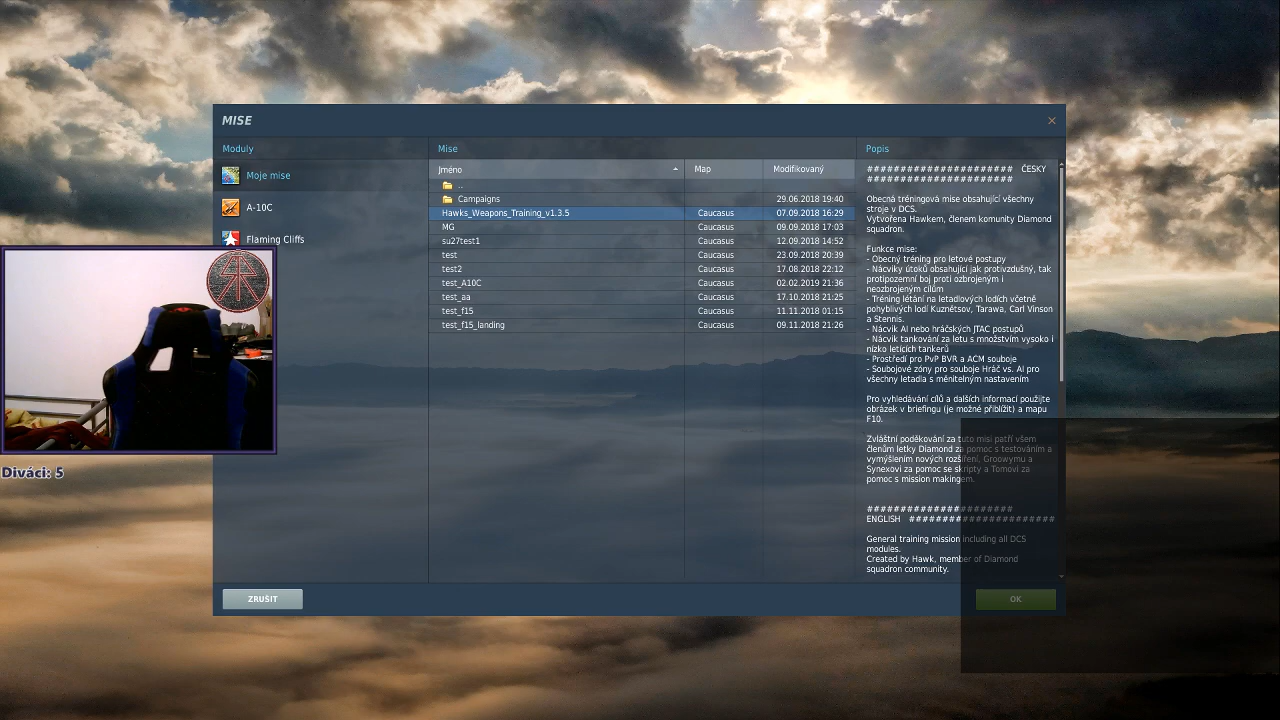 MISE
×
Moduly
Mise
Popis
Moje mise
A-10C
Flaming Cliffs
Jméno Map Modifikovaný
..
Campaigns 29.06.2018 19:40
Hawks_Weapons_Training_v1.3.5 Caucasus 07.09.2018 16:29
MG Caucasus 09.09.2018 17:03
su27test1 Caucasus 12.09.2018 14:52
test Caucasus 23.09.2018 20:39
test2 Caucasus 17.08.2018 22:12
test_A10C Caucasus 02.02.2019 21:36
test_aa Caucasus 17.10.2018 21:25
test_f15 Caucasus 11.11.2018 01:15
test_f15_landing Caucasus 09.11.2018 21:26
###################### ČESKY
######################
Obecná tréningová mise obsahující všechny
stroje v DCS.
Vytvořena Hawkem, členem komunity Diamond
squadron.
Funkce mise:
- Obecný tréning pro letové postupy
- Nácviky útoků obsahující jak protivzdušný, tak
protipozemní boj proti ozbrojeným i
neozbrojeným cílům
- Tréning létání na letadlových lodích včetně
pohyblivých lodí Kuznětsov, Tarawa, Carl Vinson
a Stennis.
- Nácvik AI nebo hráčských JTAC postupů
- Nácvik tankování za letu s množstvím vysoko i
nízko letících tankerů
- Prostředí pro PvP BVR a ACM souboje
- Soubojové zóny pro souboje Hráč vs. AI pro
všechny letadla s měnitelným nastavením
Pro vyhledávání cílů a dalších informací použijte
obrázek v briefingu (je možné přiblížit) a mapu
F10.
Zvláštní poděkování za tuto misi patří všem
členům letky Diamond za pomoc s testováním a
vymýšlením nových rozšíření, Groowymu a
Synexovi za pomoc se skripty a Tomovi za
pomoc s mission makingem.
######################
ENGLISH ######################
General training mission including all DCS
modules.
Created by Hawk, member of Diamond
squadron community.
Diváci: 5
ZRUŠIT
OK